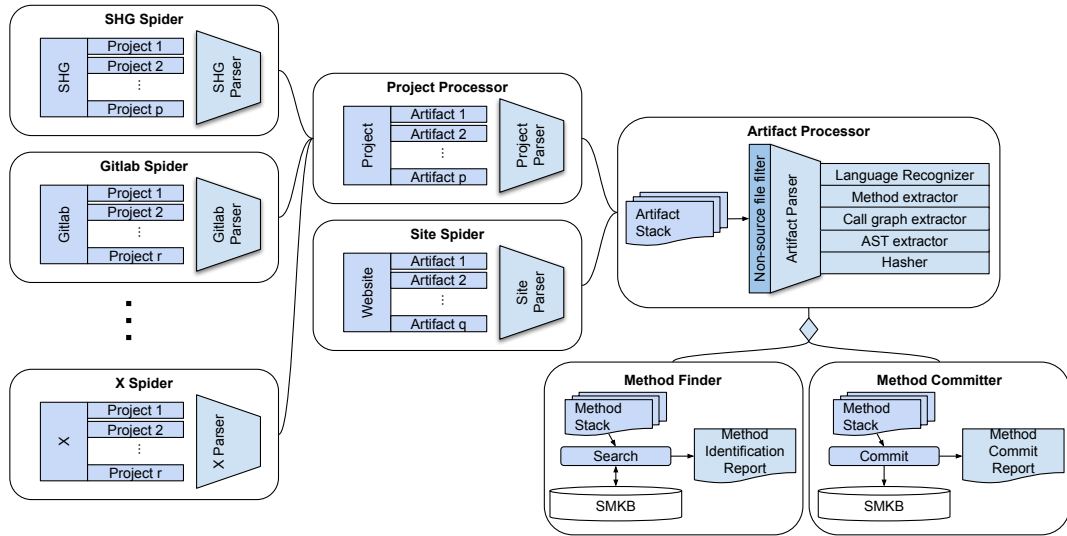 SHG Spider
SHG
Project 1
Project 2
...
Project p
SHG
Parser
Gitlab Spider
Gitlab
Project 1
Project 2
...
Project r
Gitlab
Parser
X Spider
X
Project 1
Project 2
...
Project r
X Parser
Project Processor
Project
Artifact 1
Artifact 2
...
Artifact p
Project
Parser
Site Spider
Website
Artifact 1
Artifact 2
...
Artifact q
Site
Parser
Artifact Processor
Artifact
Stack
Non-source file filter
Artifact Parser
Language Recognizer
Method extractor
Call graph extractor
AST extractor
Hasher
Method Finder
Method
Stack
Search
SMKB
Method
Identification
Report
Method Committer
Method
Stack
Commit
SMKB
Method
Commit
Report